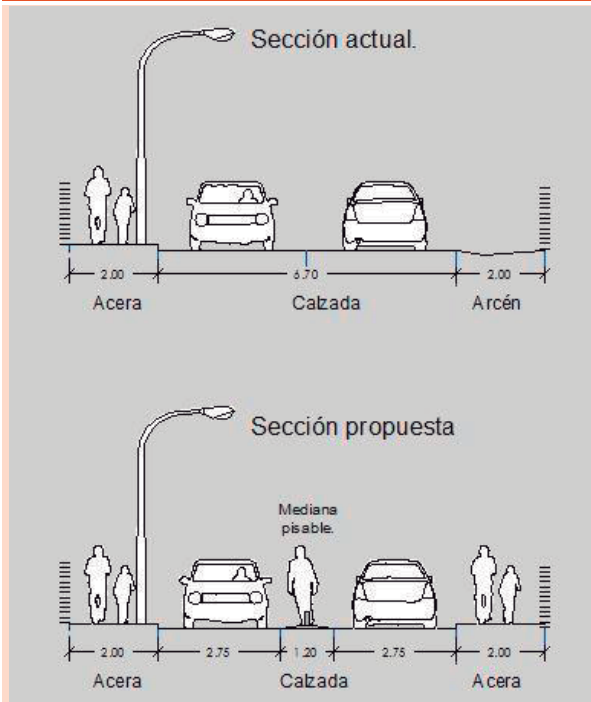 Sección actual.
2.00 6.70 2.00
Acera Calzada Arcén
Sección propuesta
Mediana
pisable.
2.00 2.75 1.20 2.75 2.00
Acera Calzada Acera